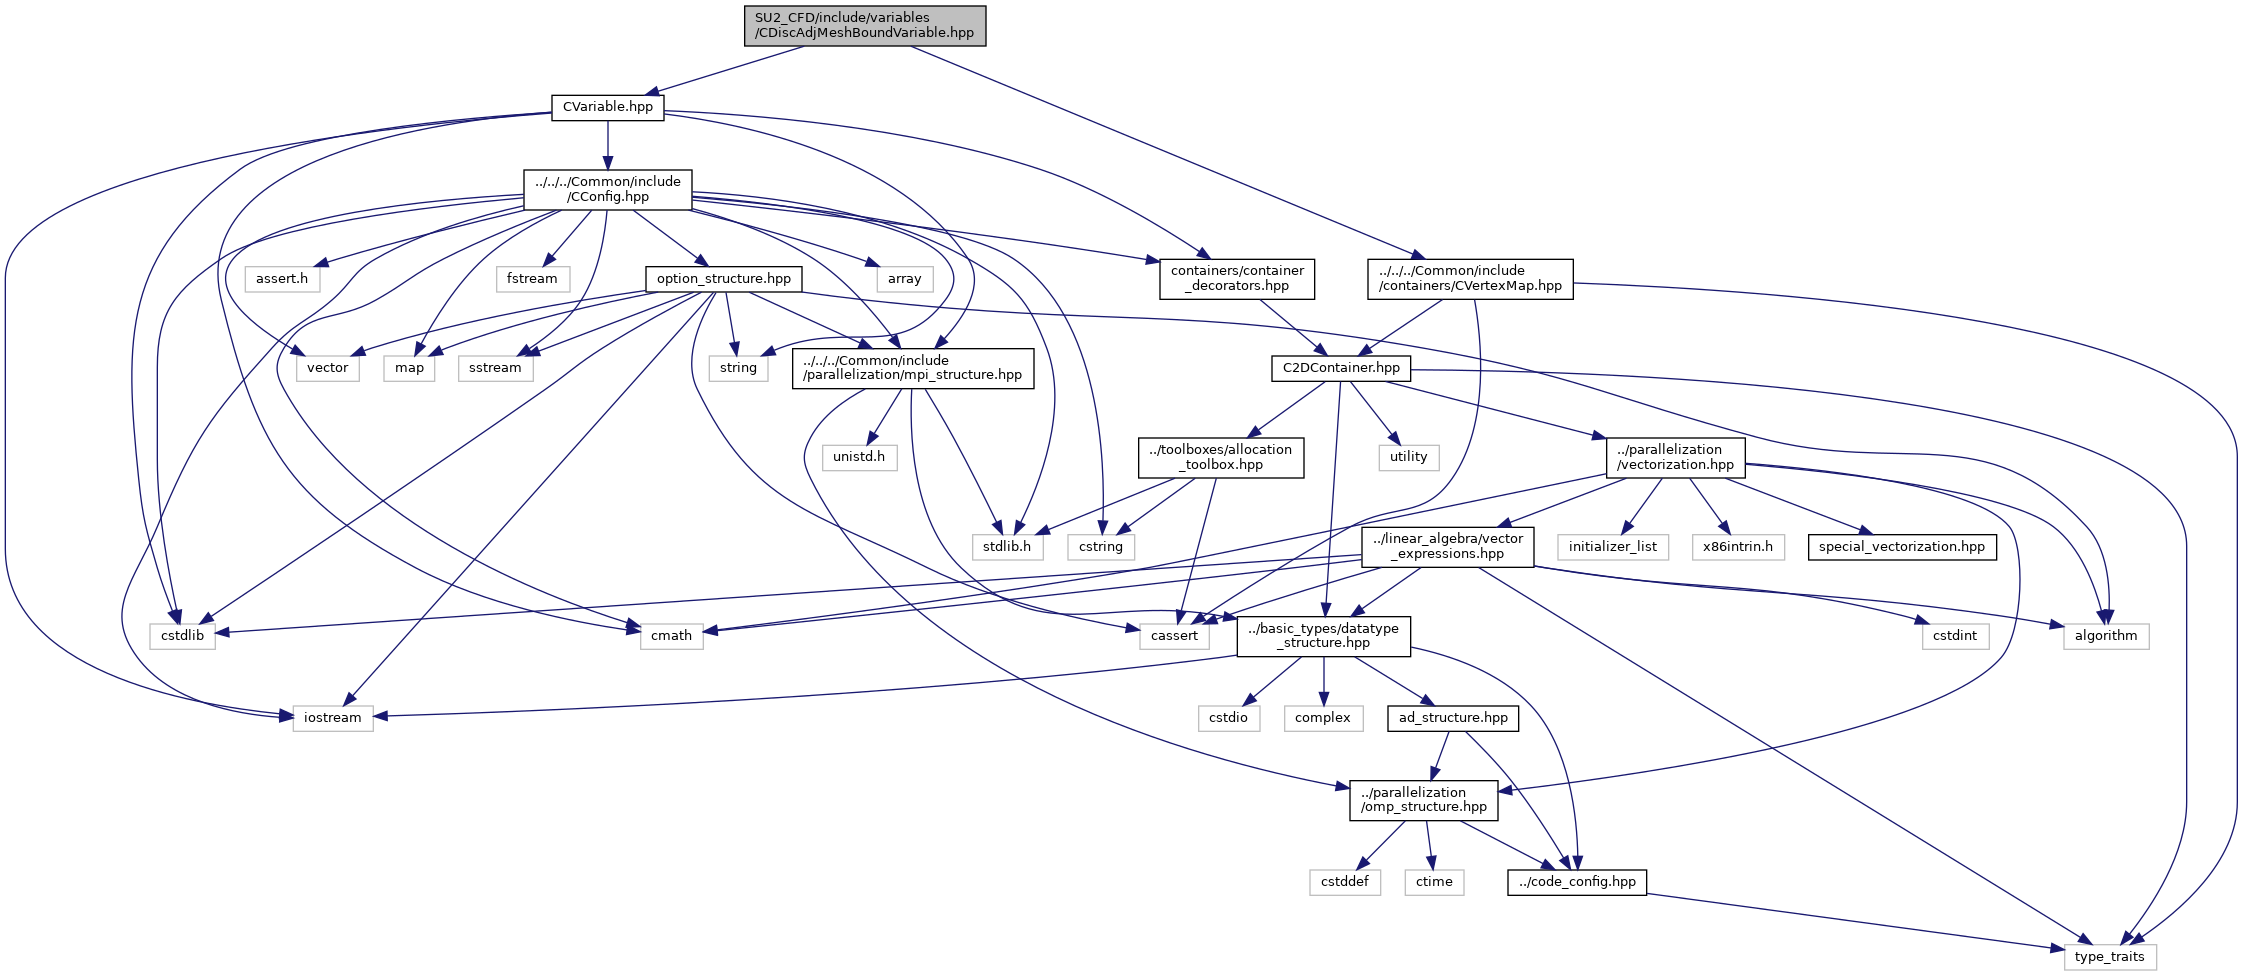 SU2_CFD/include/variables
/CDiscAdjMeshBoundVariable.hpp
CVariable.hpp
../../../Common/include
/CConfig.hpp
assert.h
fstream
option_structure.hpp
array
containers/container
_decorators.hpp
../../../Common/include
/containers/CVertexMap.hpp
vector
map
sstream
string
../../../Common/include
/parallelization/mpi_structure.hpp
C2DContainer.hpp
unistd.h
../toolboxes/allocation
_toolbox.hpp
utility
../parallelization
/vectorization.hpp
stdlib.h
cstring
../linear_algebra/vector
_expressions.hpp
initializer_list
x86intrin.h
special_vectorization.hpp
cstdlib
cmath
cassert
../basic_types/datatype
_structure.hpp
cstdint
algorithm
iostream
cstdio
complex
ad_structure.hpp
../parallelization
/omp_structure.hpp
cstddef
ctime
../code_config.hpp
type_traits